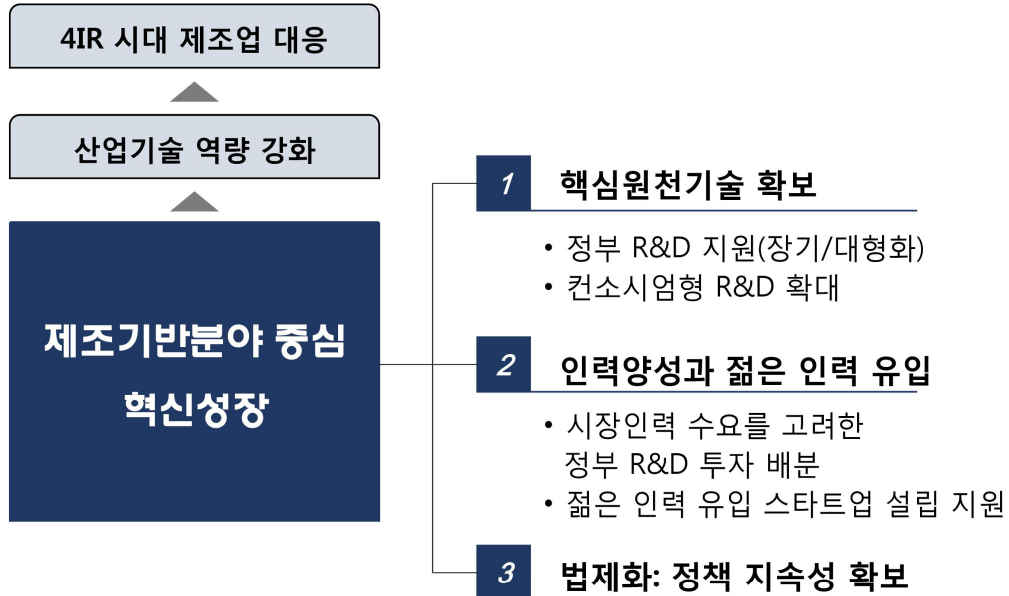 4IR 시대 제조업 대응
산업기술 역량 강화
제조기반분야 중심
혁신성장
1 핵심원천기술 확보
• 정부 R&D 지원(장기/대형화)
• 컨소시엄형 R&D 확대
2 인력양성과 젊은 인력 유입
• 시장인력 수요를 고려한
정부 R&D 투자 배분
• 젊은 인력 유입 스타트업 설립 지원
3 법제화: 정책 지속성 확보